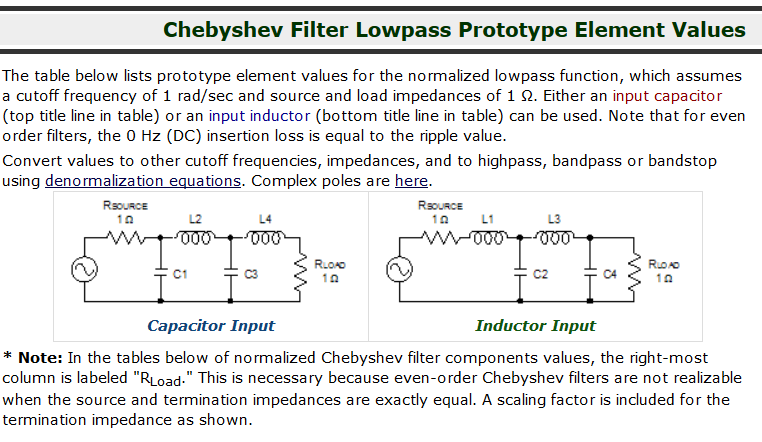 Chebyshev Filter Lowpass Prototype Element Values
The table below lists prototype element values for the normalized lowpass function, which assumes
a cutoff frequency of 1 rad/sec and source and load impedances of 1 Ω. Either an input capacitor
(top title line in table) or an input inductor (bottom title line in table) can be used. Note that for even
order filters, the 0 Hz (DC) insertion loss is equal to the ripple value.
Convert values to other cutoff frequencies, impedances, and to highpass, bandpass or bandstop
using denormalization equations. Complex poles are here.
RSOURCE
1Ω
L2
L4
C1
C3
RLOAD
1Ω
Capacitor Input
RSOURCE
1Ω
L1
L3
C2
C4
RLOAD
1Ω
Inductor Input
* Note: In the tables below of normalized Chebyshev filter components values, the right-most
column is labeled "RLoad." This is necessary because even-order Chebyshev filters are not realizable
when the source and termination impedances are exactly equal. A scaling factor is included for the
termination impedance as shown.